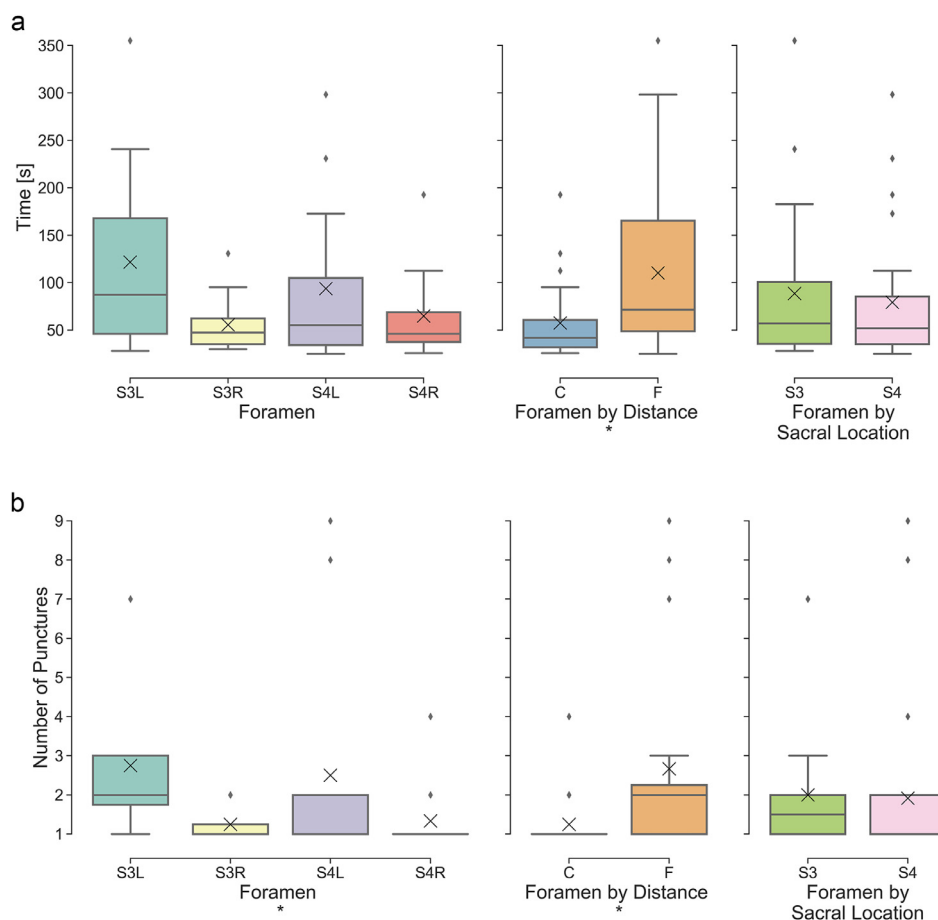 a
350
300
250
200
150
100
50
Time [s]
S3L S3R S4L S4R
Foramen
C F
Foramen by Distance
*
S3 S4
Foramen by
Sacral Location
b
9
8
7
6
5
4
3
2
1
Number of Punctures
S3L S3R S4L S4R
Foramen
*
C F
Foramen by Distance
*
S3 S4
Foramen by
Sacral Location